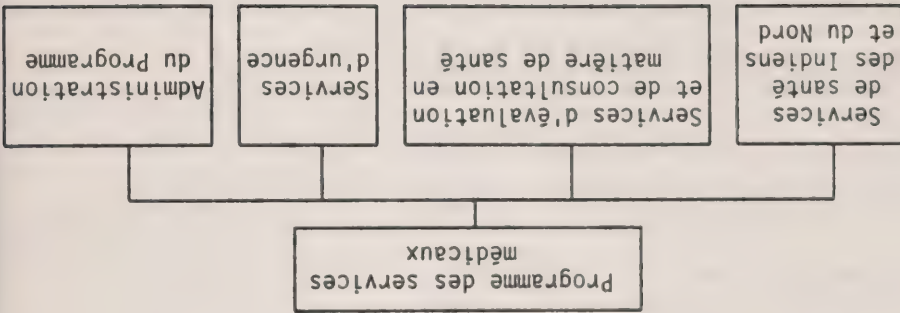 Programme des services
médicaux
Services
de santé
des Indiens
et du Nord
Services d'évaluation
et de consultation en
matière de santé
Services
d'urgence
Administration
du Programme